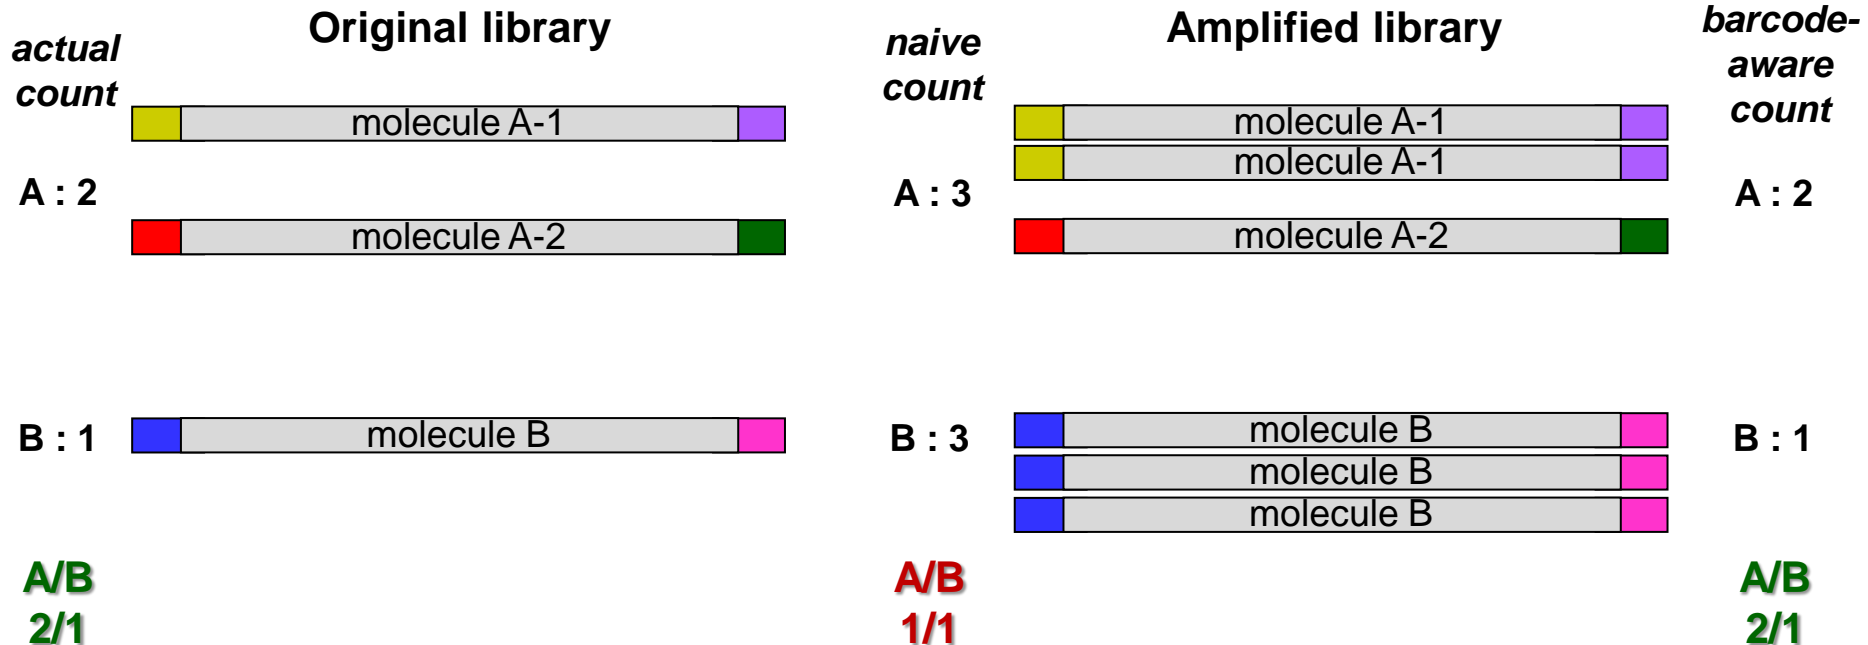 Original library
actual
count
molecule A-1
A : 2
molecule A-2
B : 1
molecule B
A/B
2/1
Amplified library
naive
count
molecule A-1
molecule A-1
A : 3
molecule A-2
B : 3
molecule B
molecule B
molecule B
A/B
1/1
barcode-
aware
count
A : 2
B : 1
A/B
2/1